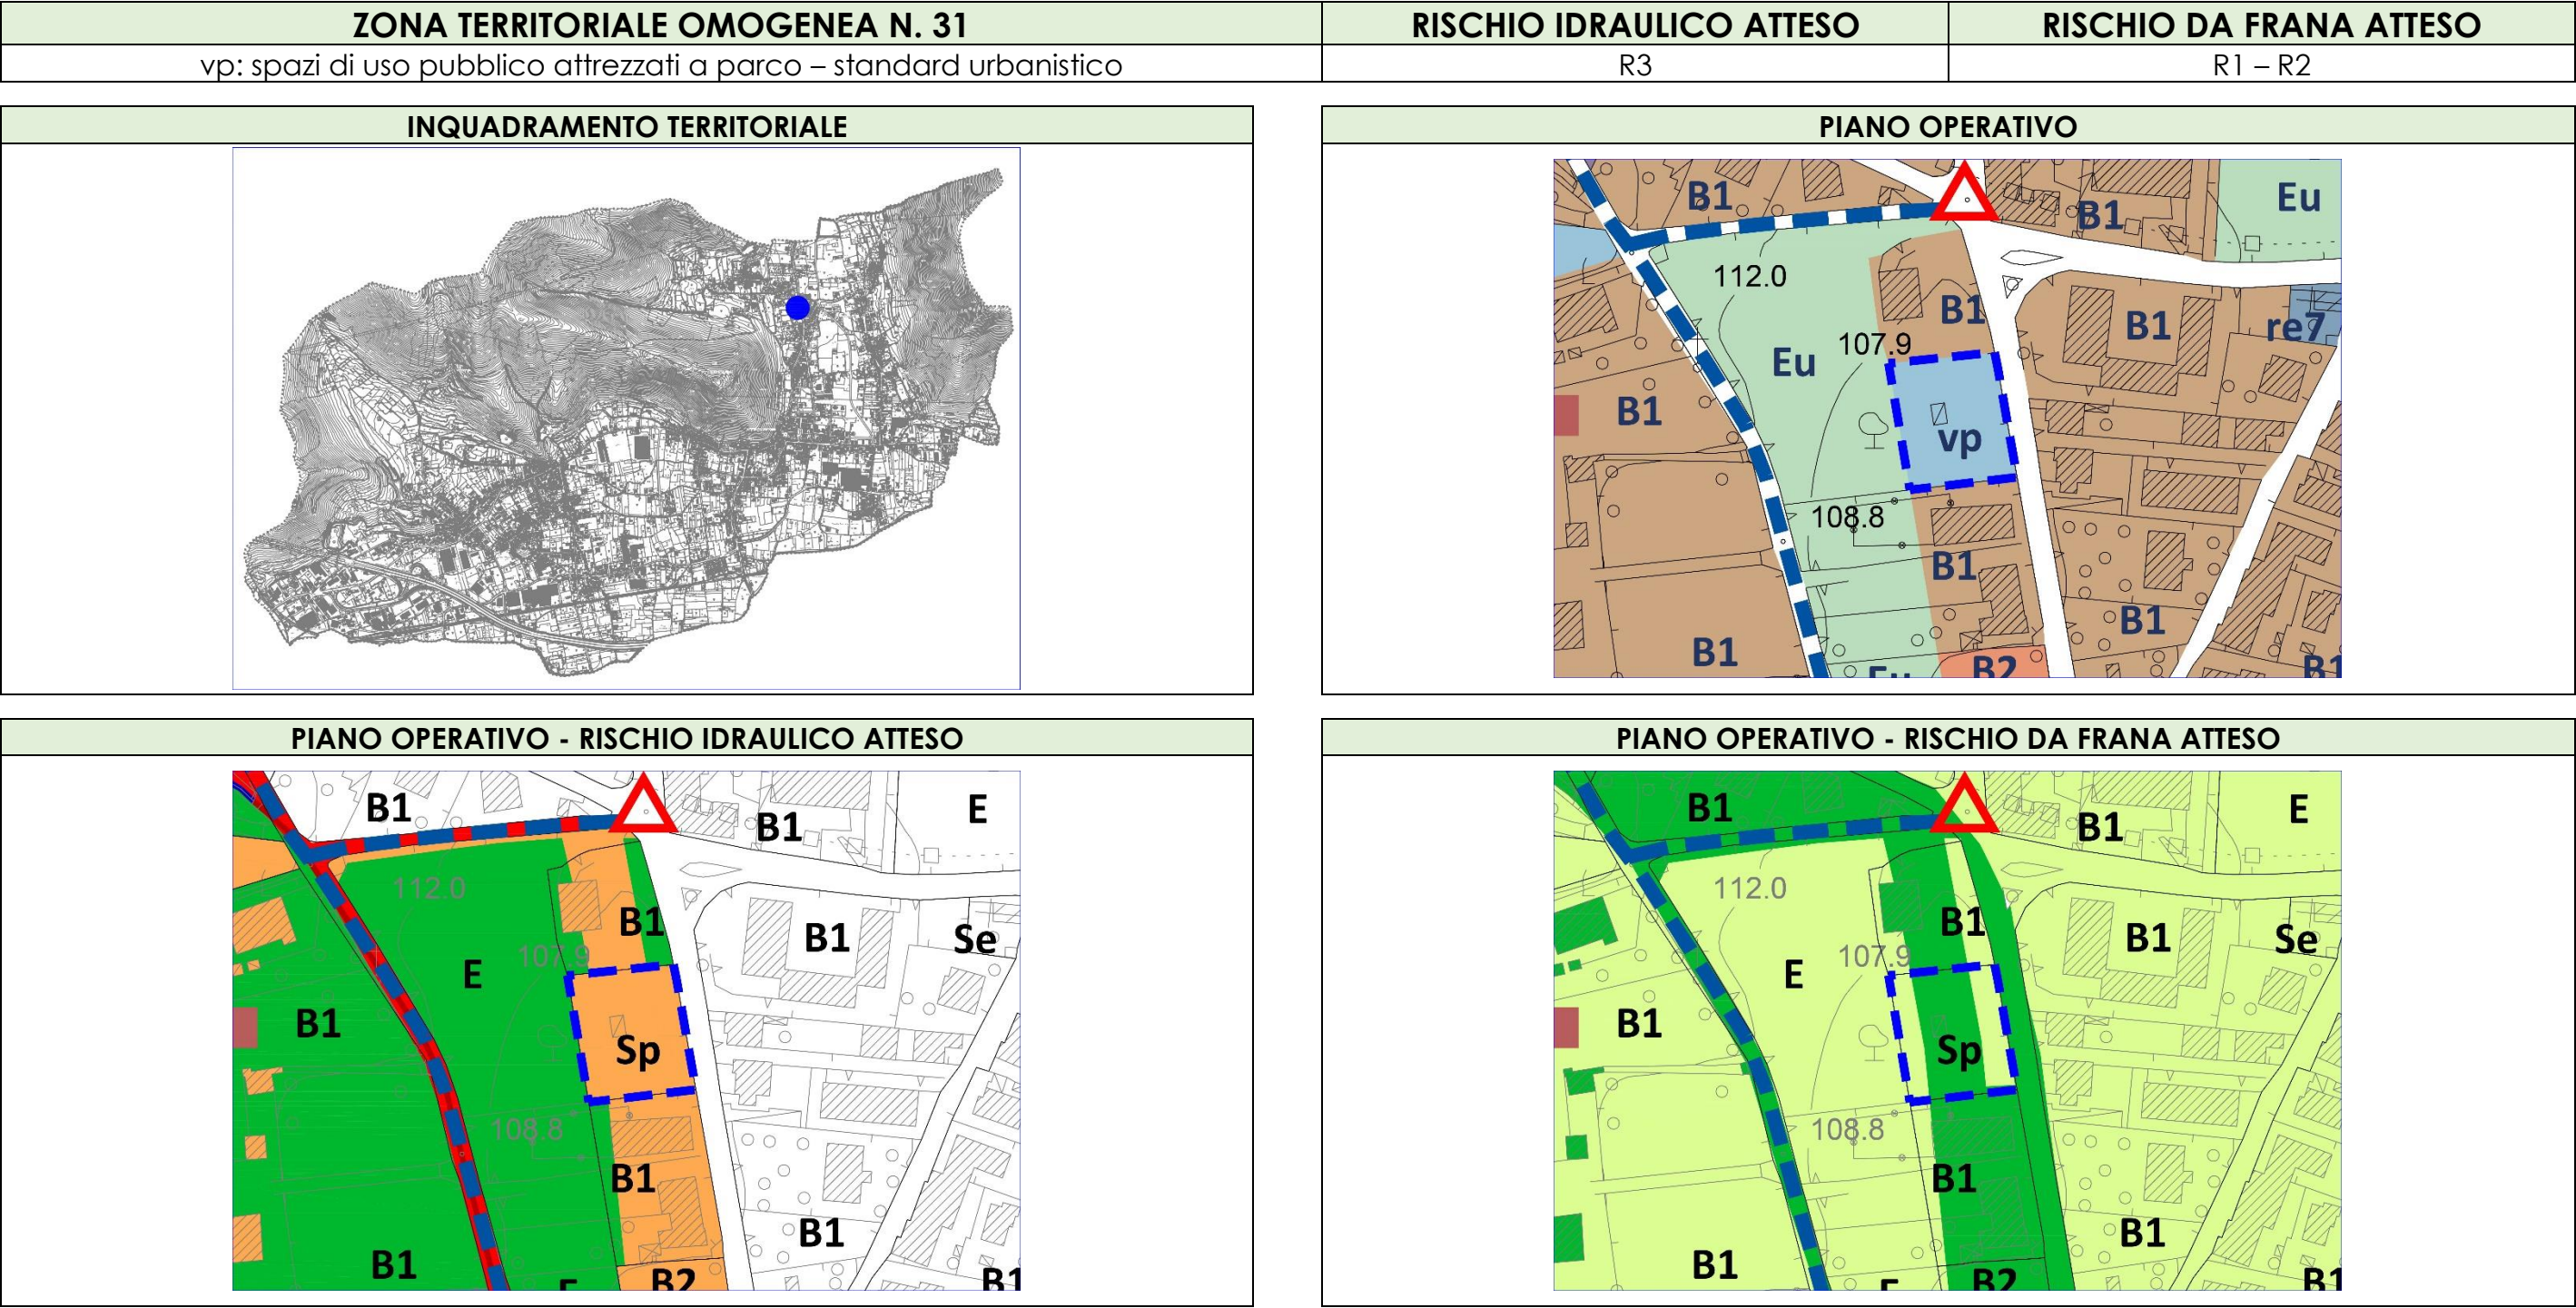 ZONA TERRITORIALE OMOGENEA N. 31
RISCHIO IDRAULICO ATTESO
RISCHIO DA FRANA ATTESO
vp: spazi di uso pubblico attrezzati a parco – standard urbanistico
R3
R1 – R2
INQUADRAMENTO TERRITORIALE
PIANO OPERATIVO
B1
B1
Eu
112.0
B1
B1
re7
107.9
Eu
B1
vp
108.8
B1
B1
B1
B2
B1
PIANO OPERATIVO - RISCHIO IDRAULICO ATTESO
PIANO OPERATIVO - RISCHIO DA FRANA ATTESO
B1
B1
E
112.0
B1
B1
Se
107.9
E
B1
Sp
108.8
B1
B1
B1
B2
B1
B1
B1
E
112.0
B1
B1
Se
107.9
E
B1
Sp
108.8
B1
B1
B1
B2
B1